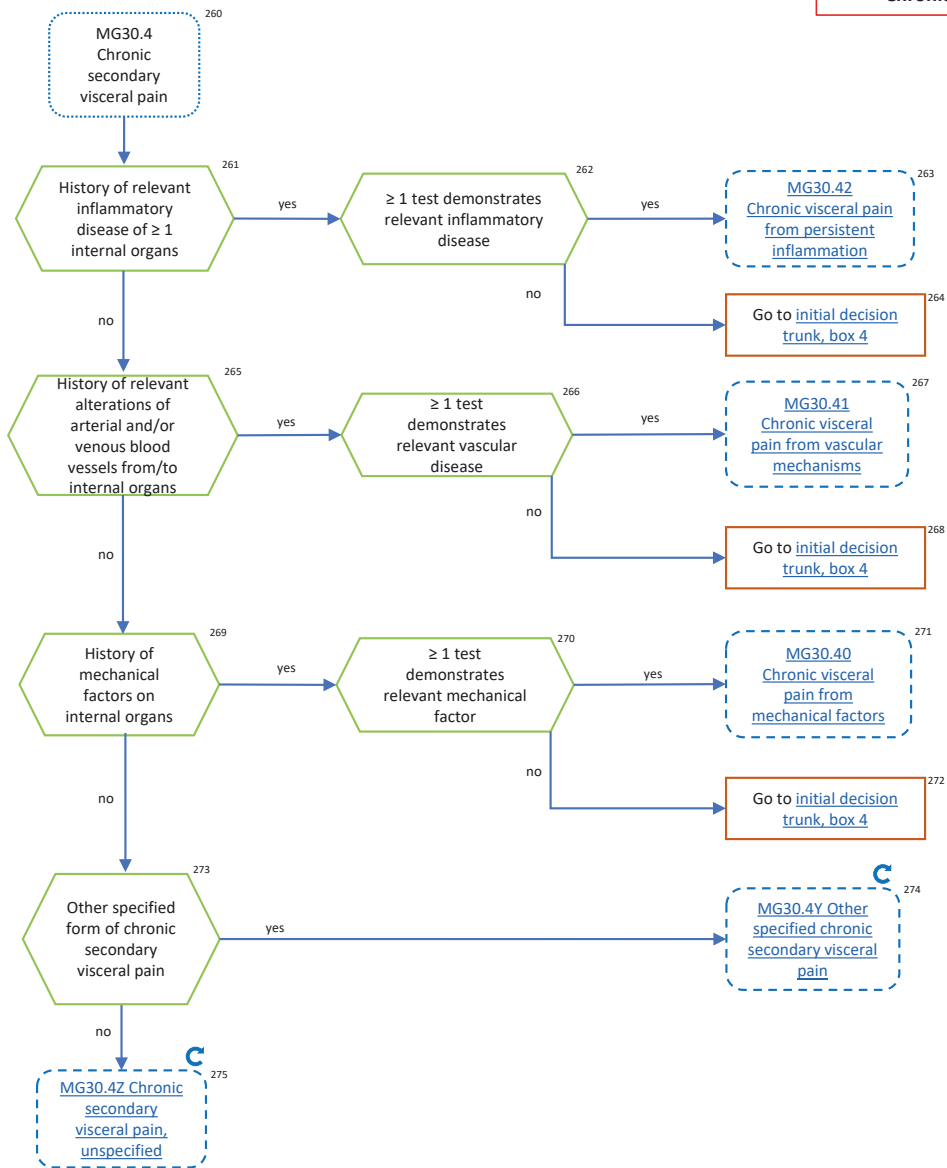 260
MG30.4
Chronic
secondary
visceral pain
261
History of relevant
inflammatory
disease of ≥ 1
internal organs
yes
262
≥ 1 test demonstrates
relevant inflammatory
disease
yes
263
MG30.42
Chronic visceral pain
from persistent
inflammation
no
264
Go to initial decision
trunk, box 4
no
265
History of relevant
alterations of
arterial and/or
venous blood
vessels from/to
internal organs
yes
266
≥ 1 test
demonstrates
relevant vascular
disease
yes
267
MG30.41
Chronic visceral
pain from vascular
mechanisms
no
268
Go to initial decision
trunk, box 4
no
269
History of
mechanical
factors on
internal organs
yes
270
≥ 1 test
demonstrates
relevant mechanical
factor
yes
271
MG30.40
Chronic visceral
pain from
mechanical factors
no
272
Go to initial decision
trunk, box 4
no
273
Other specified
form of chronic
secondary
visceral pain
yes
274
MG30.4Y Other
specified chronic
secondary visceral
pain
no
275
MG30.4Z Chronic
secondary
visceral pain,
unspecified